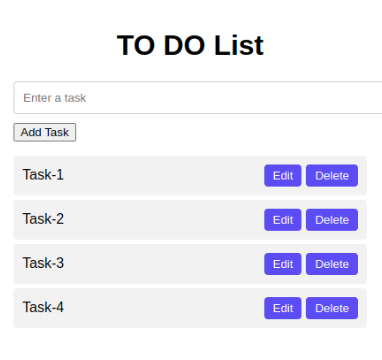 TO DO List
Enter a task
Add Task
Task-1 Edit Delete
Task-2 Edit Delete
Task-3 Edit Delete
Task-4 Edit Delete